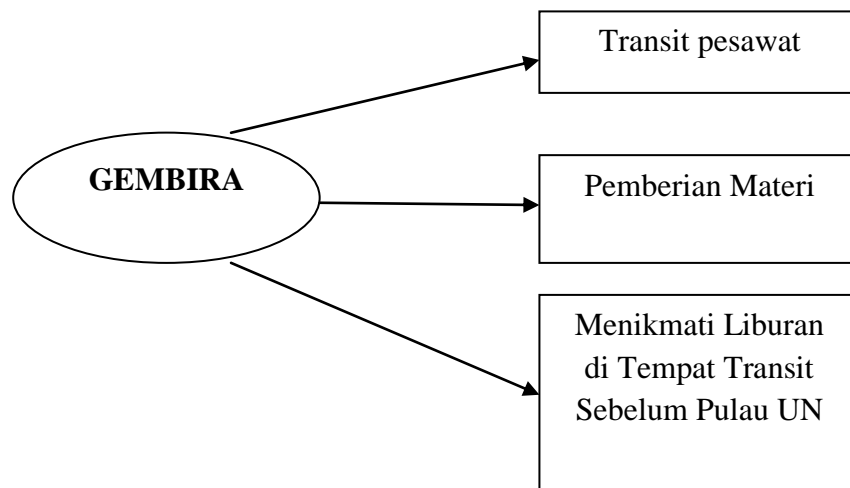 Transit pesawat
GEMBIRA
Pemberian Materi
Menikmati Liburan
di Tempat Transit
Sebelum Pulau UN